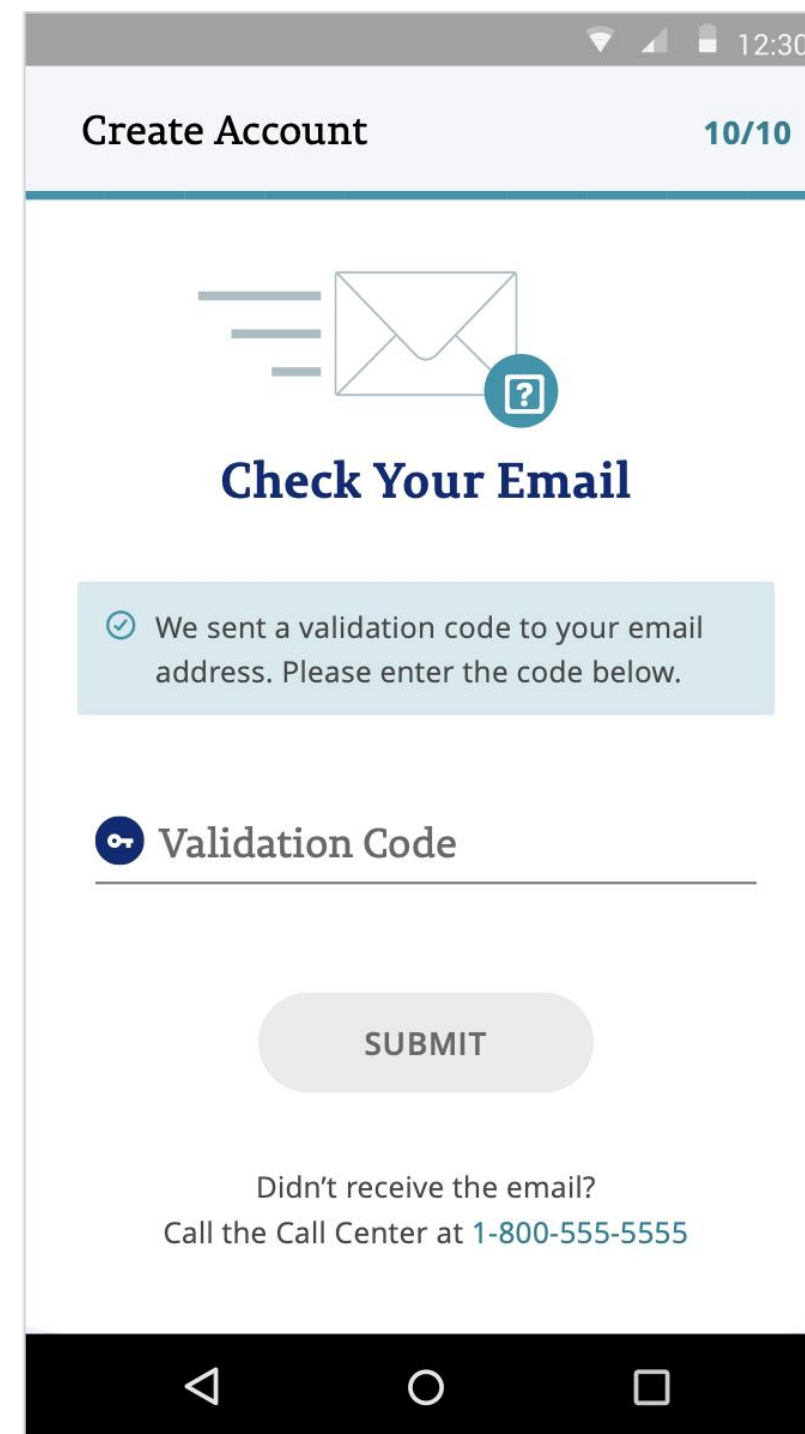 12:30
Create Account 10/10
?
Check Your Email
We sent a validation code to your email
address. Please enter the code below.
Validation Code
SUBMIT
Didn’t receive the email?
Call the Call Center at 1-800-555-5555